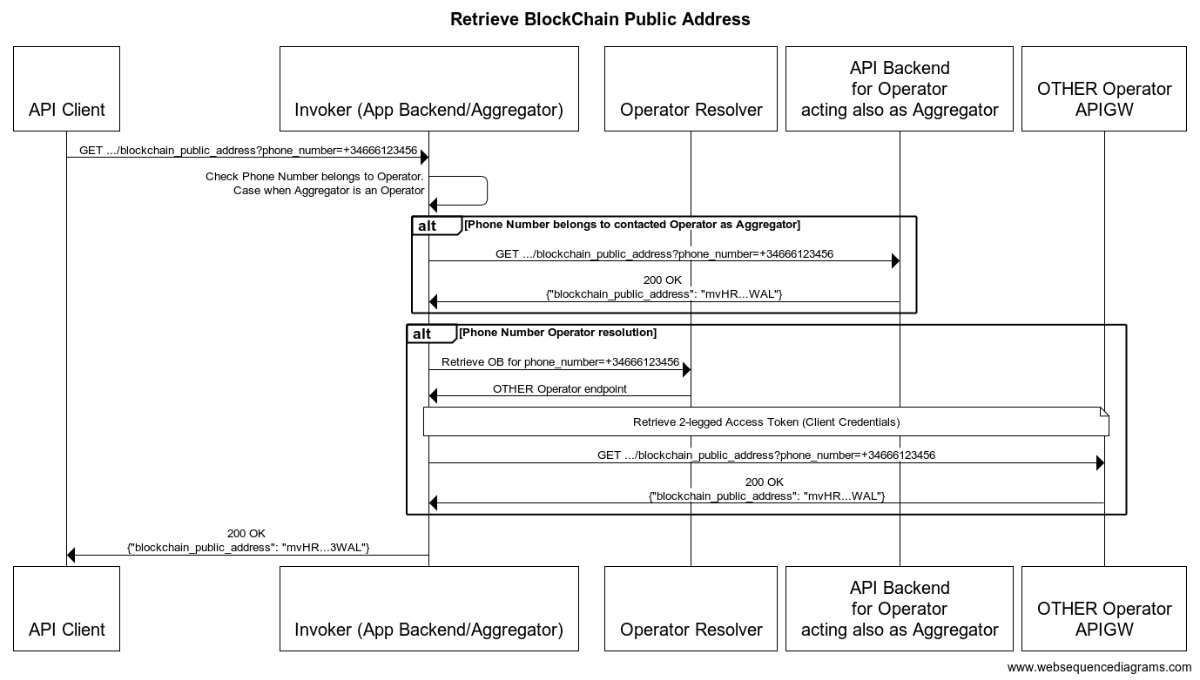 Retrieve BlockChain Public Address
API Client
Invoker (App Backend/Aggregator)
Operator Resolver
API Backend
for Operator
acting also as Aggregator
OTHER Operator
APIGW
GET .../blockchain_public_address?phone_number=+34666123456
Check Phone Number belongs to Operator.
Case when Aggregator is an Operator
alt
[Phone Number belongs to contacted Operator as Aggregator]
GET .../blockchain_public_address?phone_number=+34666123456
200 OK
{"blockchain_public_address": "mvHR...WAL"}
alt
[Phone Number Operator resolution]
Retrieve OB for phone_number=+34666123456
OTHER Operator endpoint
Retrieve 2-legged Access Token (Client Credentials)
GET .../blockchain_public_address?phone_number=+34666123456
200 OK
{"blockchain_public_address": "mvHR...WAL"}
200 OK
{"blockchain_public_address": "mvHR...3WAL"}
API Client
Invoker (App Backend/Aggregator)
Operator Resolver
API Backend
for Operator
acting also as Aggregator
OTHER Operator
APIGW
www.websequencediagrams.com